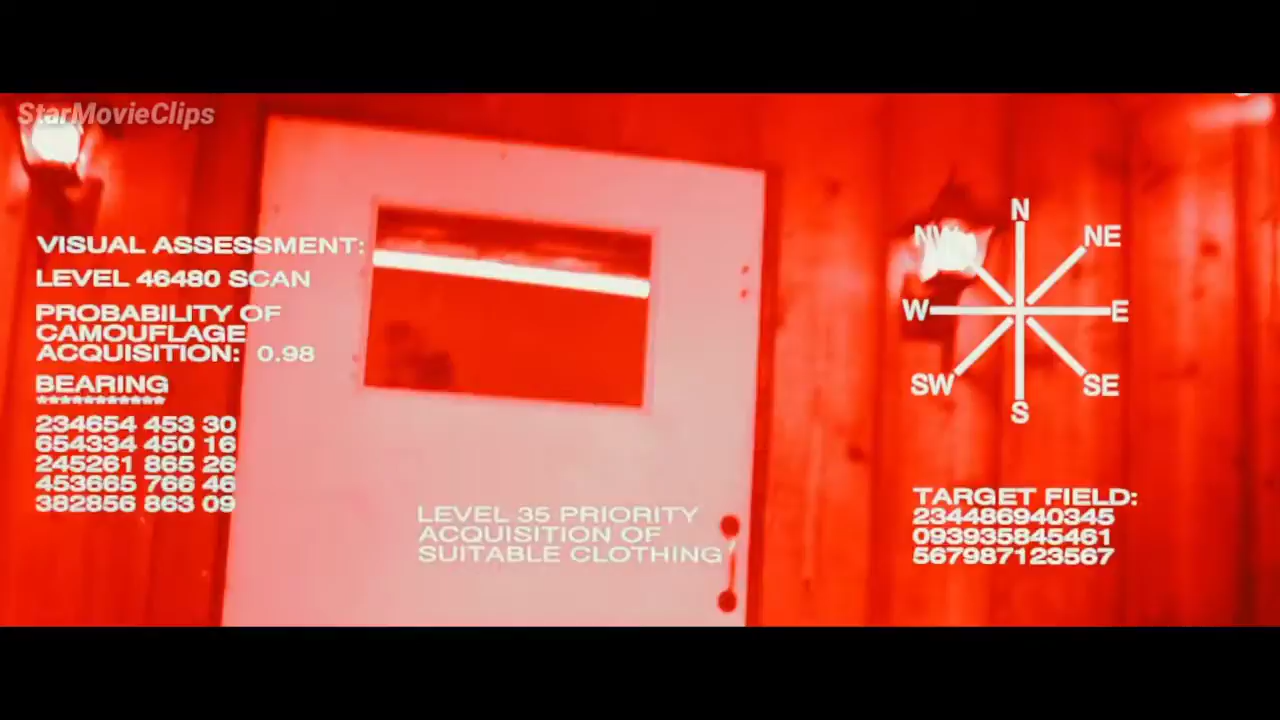 StarMovieClips
VISUAL ASSESSMENT:
LEVEL 46480 SCAN
PROBABILITY OF
CAMOUFLAGE
ACQUISITION: 0.98
BEARING
***********
234654 453 30
654334 450 16
245261 865 26
453665 766 46
382856 863 09
LEVEL 35 PRIORITY
ACQUISITION OF
SUITABLE CLOTHING
N
NW
NE
W
E
SW
SE
S
TARGET FIELD:
234486940345
093935845461
567987123567